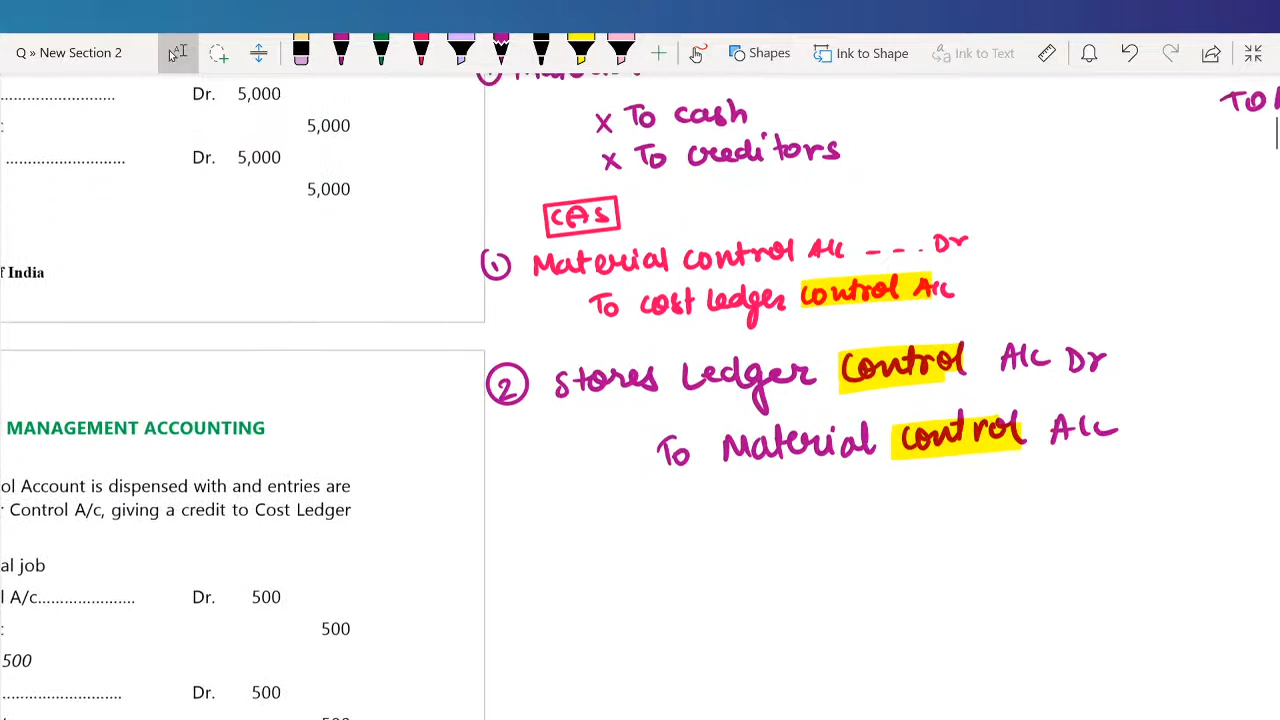 Q » New Section 2
Shapes
Ink to Shape
Ink to Text
........................... Dr. 5,000
5,000
............................ Dr. 5,000
5,000
f India
MANAGEMENT ACCOUNTING
ol Account is dispensed with and entries are
r Control A/c, giving a credit to Cost Ledger
al job
l A/c...................... Dr. 500
: 500
500
........................... Dr. 500
500
x To cash
x To creditors
CAS
① Material control A/c - - . Dr
To cost Ledger control A/c
② Stores Ledger Control A/c Dr
To Material control A/c